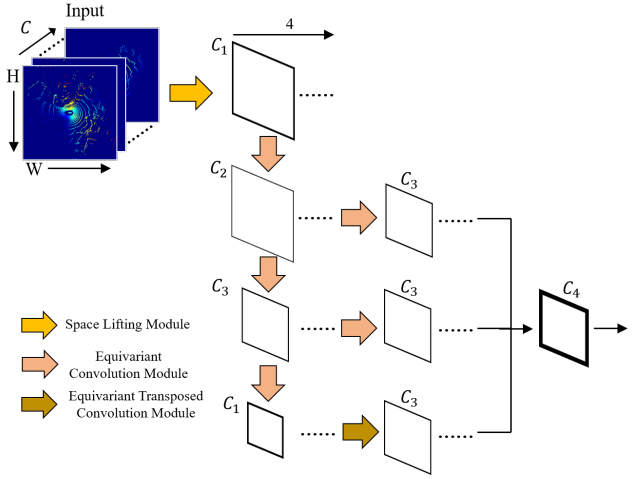 Input
C
H
W
4
C₁
C₂
C₃
C₃
C₃
C₄
C₁
C₃
Space Lifting Module
Equivariant
Convolution Module
Equivariant Transposed
Convolution Module